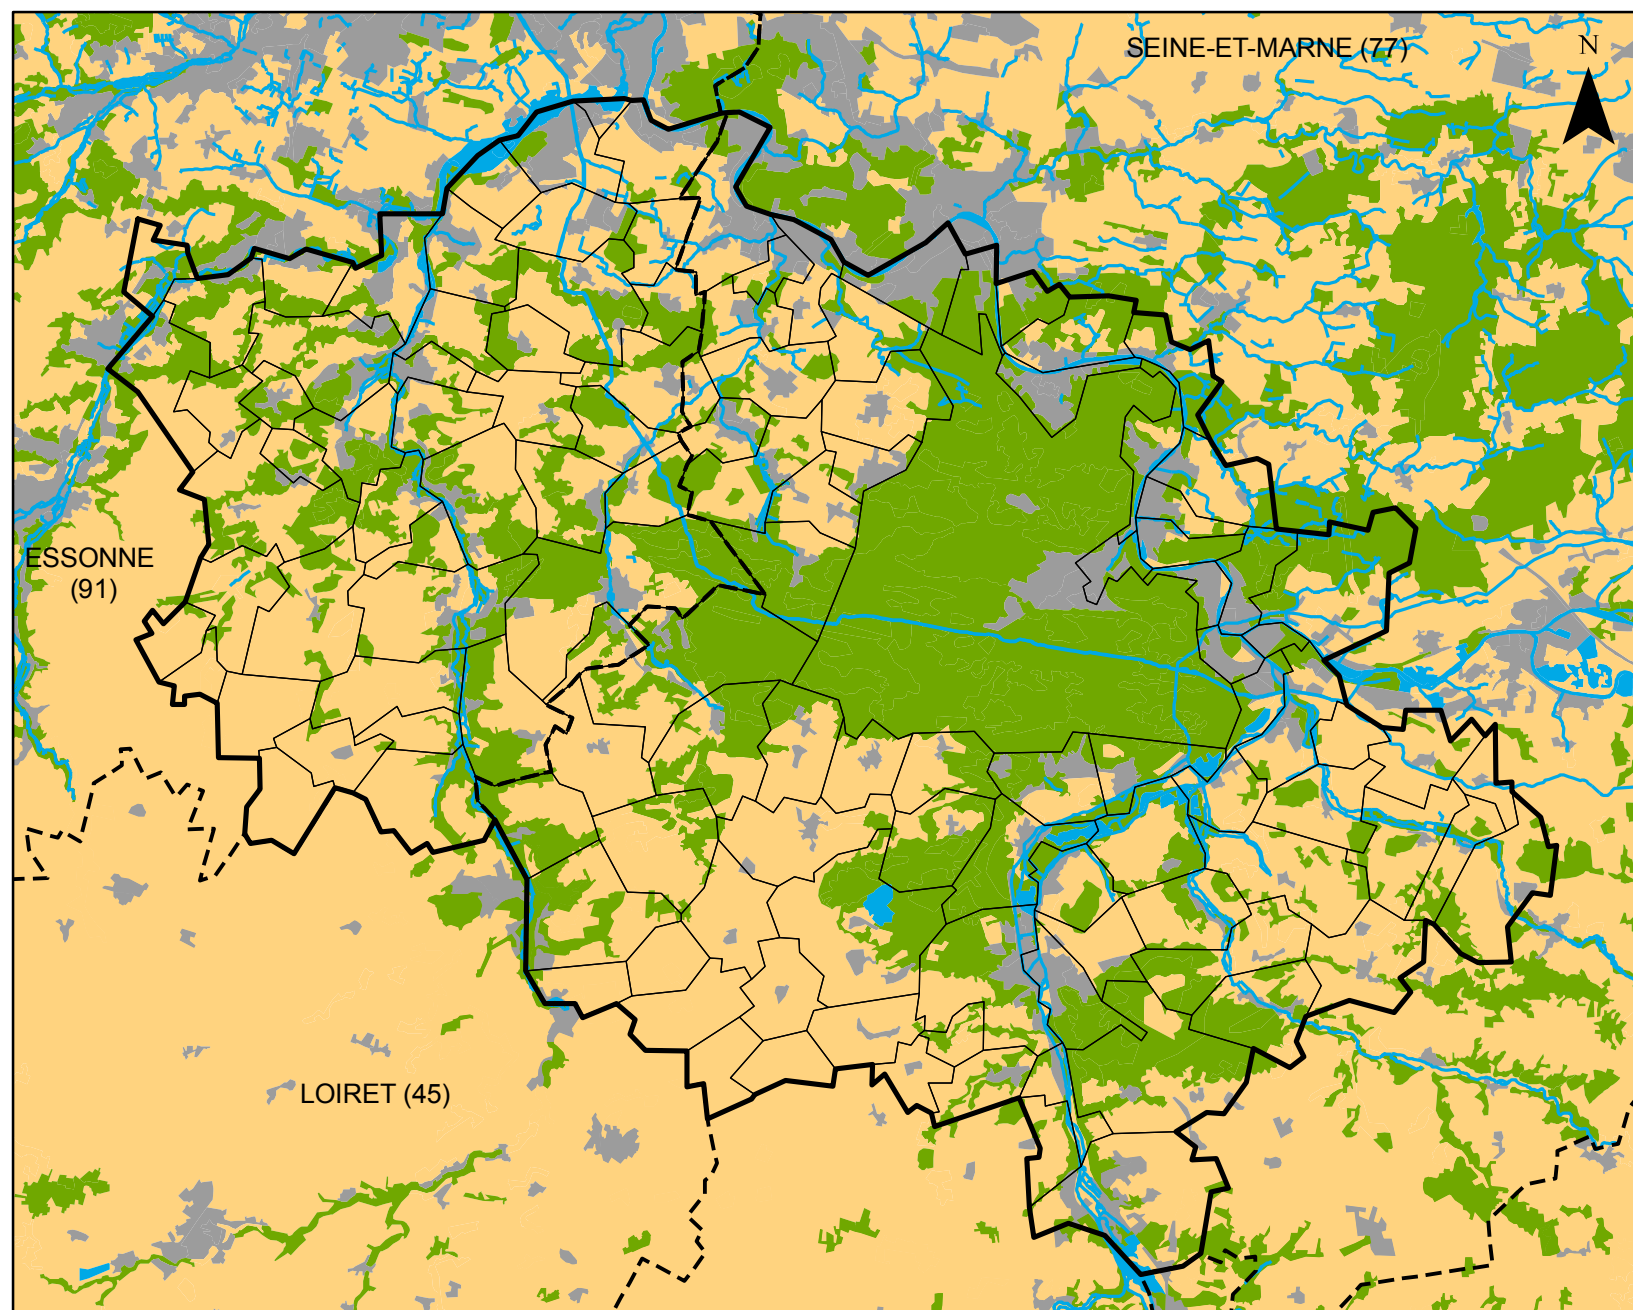 SEINE-ET-MARNE (77)
N
ESSONNE
(91)
LOIRET (45)